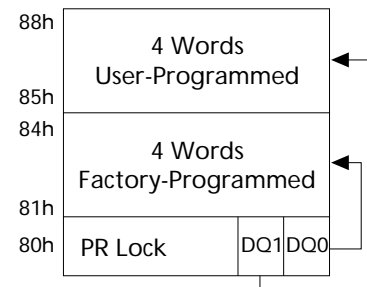 88h
4 Words
User-Programmed
85h
84h
4 Words
Factory-Programmed
81h
80h PR Lock DQ1 DQ0